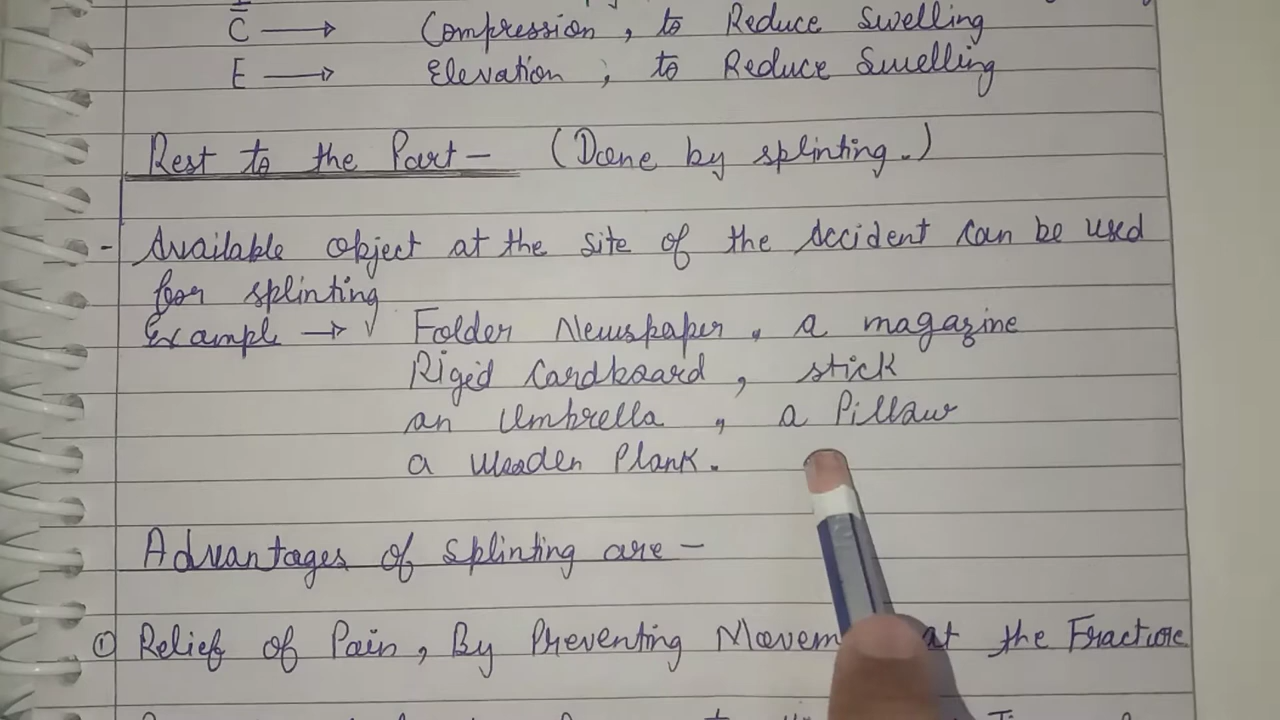 C → Compression, to Reduce Swelling
E → Elevation, to Reduce Swelling
Rest to the Part - (Done by splinting.)
- Available object at the site of the Accident can be used
for splinting
Example → Folder Newspaper, a magazine
Riged Cardboard, stick
an Umbrella, a Pillaw
a Wooden Plank.
Advantages of Splinting are -
① Relief of Pain, By Preventing Movem at the Fracture